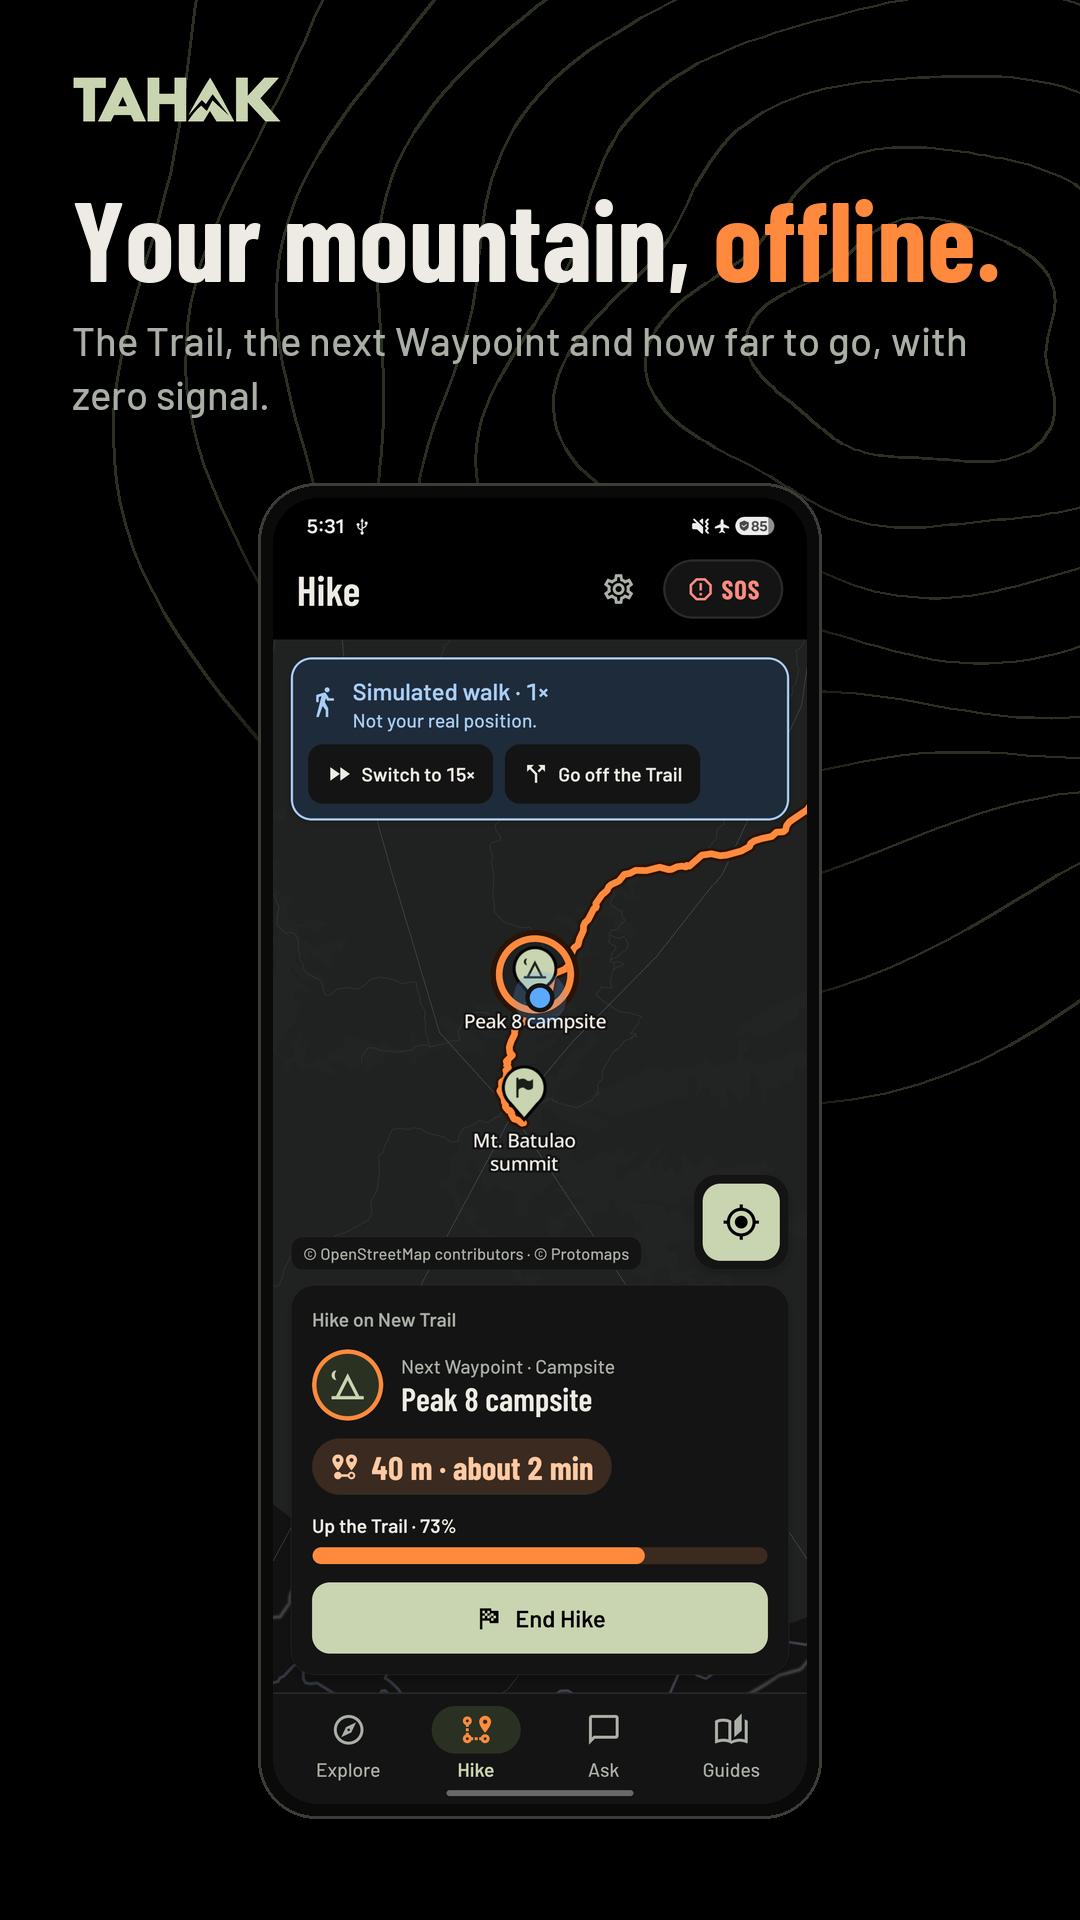 TAHAK
Your mountain, offline.
The Trail, the next Waypoint and how far to go, with
zero signal.
5:31
85
Hike
SOS
Simulated walk · 1×
Not your real position.
Switch to 15×
Go off the Trail
Peak 8 campsite
Mt. Batulao
summit
© OpenStreetMap contributors · © Protomaps
Hike on New Trail
Next Waypoint · Campsite
Peak 8 campsite
40 m · about 2 min
Up the Trail · 73%
End Hike
Explore
Hike
Ask
Guides